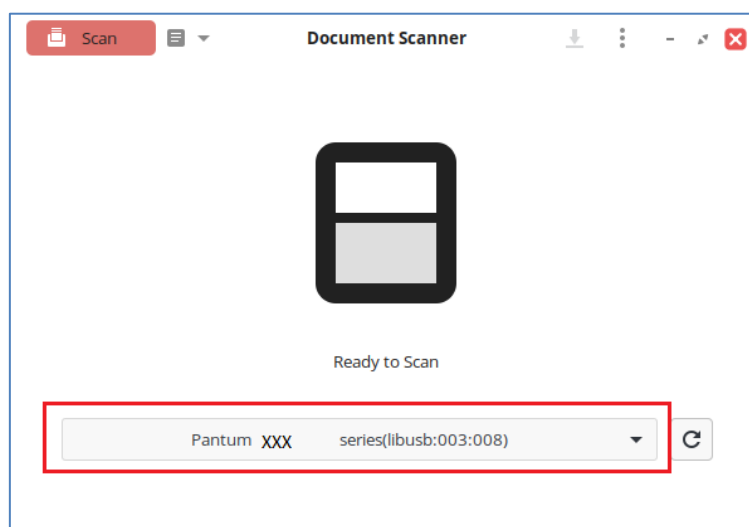 Scan Document Scanner
Ready to Scan
Pantum XXX series(libusb:003:008)